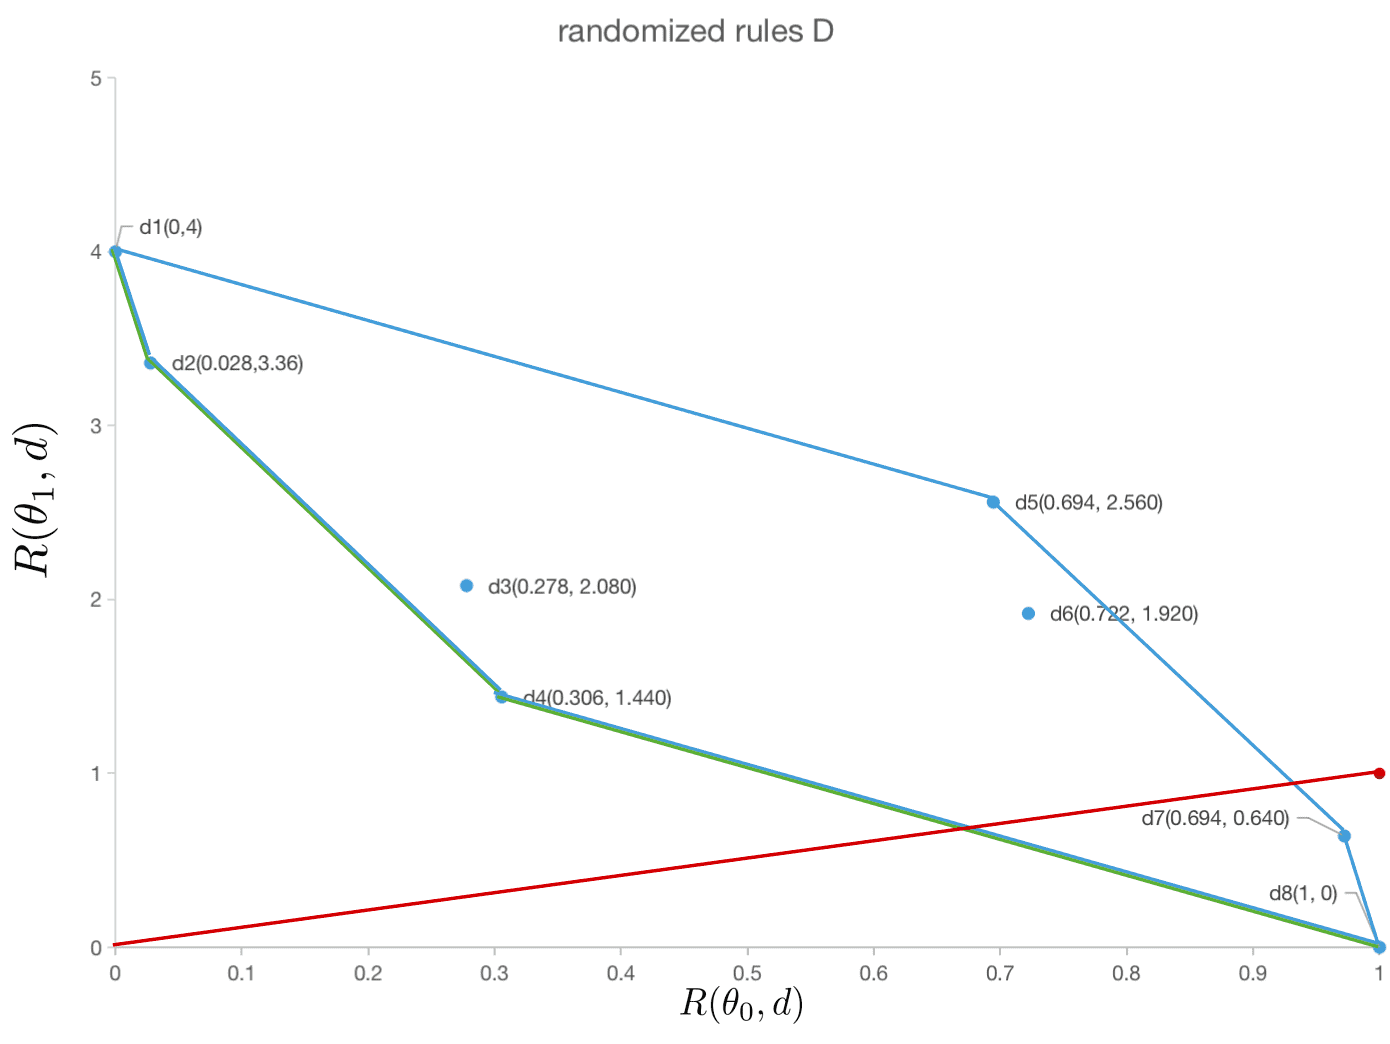 randomized rules D
5
d1(0,4)
4
d2(0.028,3.36)
3
R(θ₁, d)
d5(0.694, 2.560)
d3(0.278, 2.080)
2
d6(0.722, 1.920)
d4(0.306, 1.440)
1
d7(0.694, 0.640)
d8(1, 0)
0
0 0.1 0.2 0.3 0.4 0.5 0.6 0.7 0.8 0.9 1
R(θ₀, d)